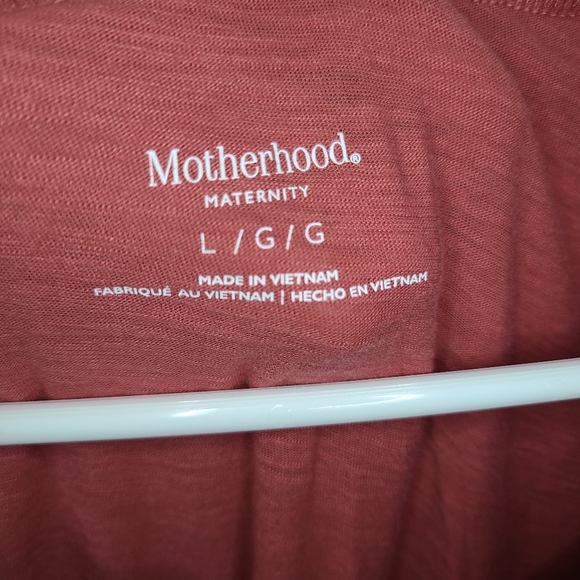 Motherhood®
MATERNITY
L / G / G
MADE IN VIETNAM
FABRIQUÉ AU VIETNAM | HECHO EN VIETNAM